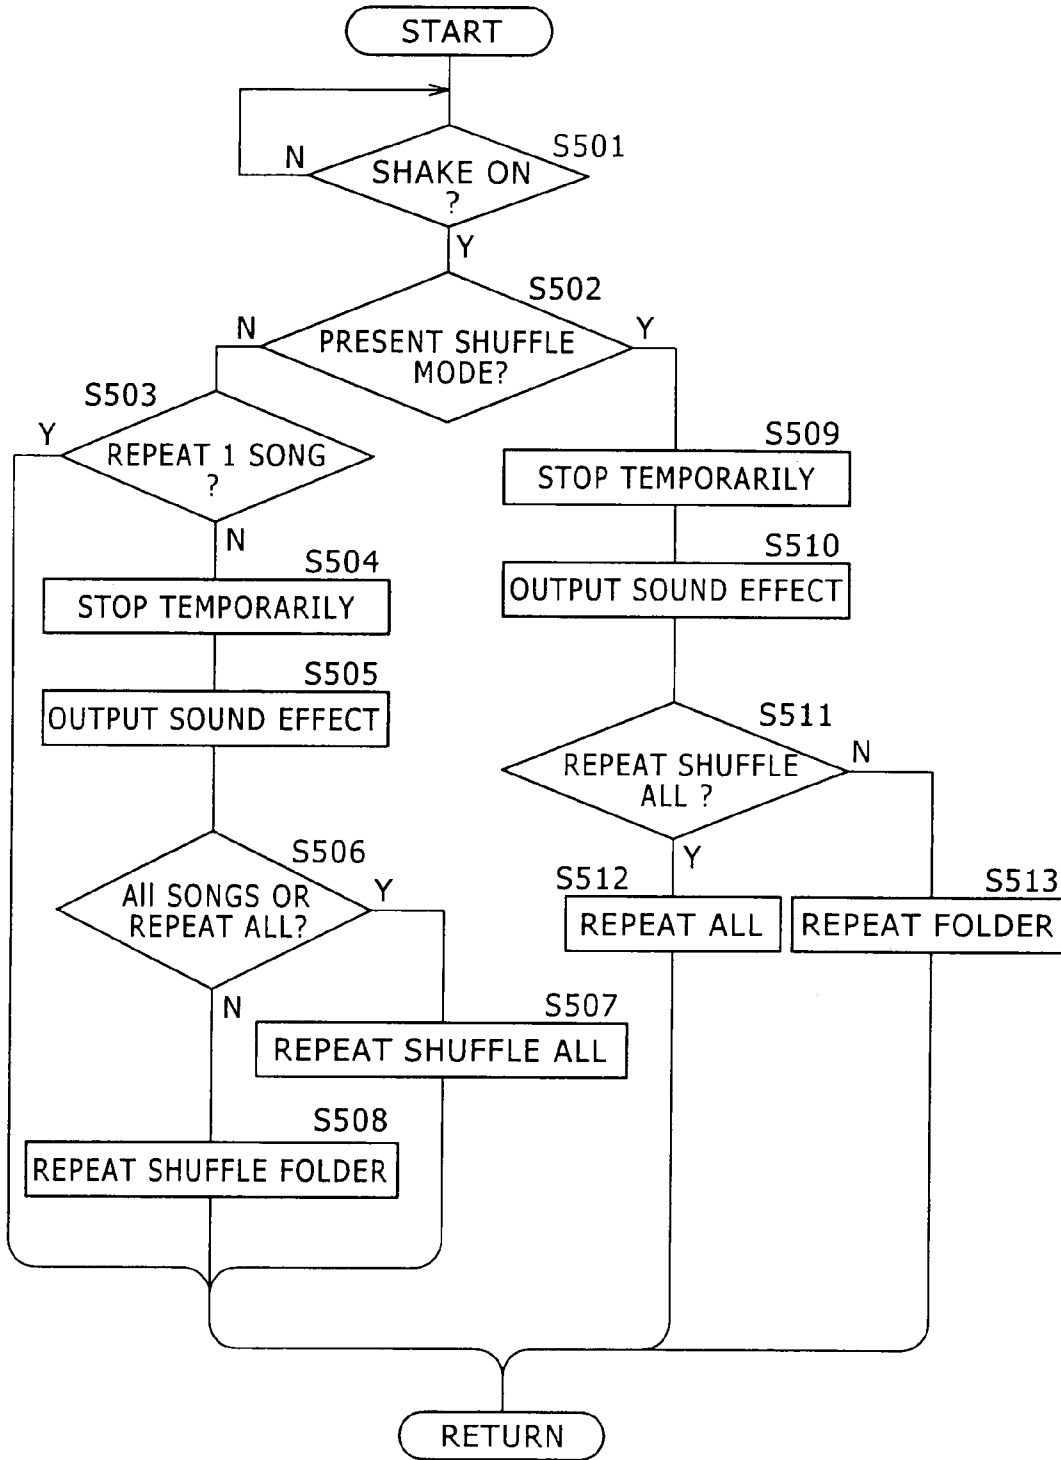 START
S501
N
SHAKE ON
?
Y
S502
N
Y
PRESENT SHUFFLE
MODE?
S503
Y
REPEAT 1 SONG
?
N
S509
STOP TEMPORARILY
S504
STOP TEMPORARILY
S510
OUTPUT SOUND EFFECT
S505
OUTPUT SOUND EFFECT
S511
REPEAT SHUFFLE
ALL ?
N
Y
S506
All SONGS OR
REPEAT ALL?
Y
N
S512
REPEAT ALL
S513
REPEAT FOLDER
S507
REPEAT SHUFFLE ALL
S508
REPEAT SHUFFLE FOLDER
RETURN